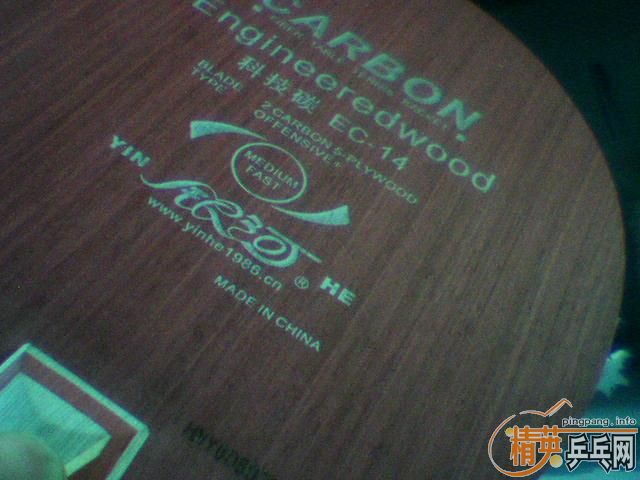 CARBON
Engineeredwood
科技碳 EC-14
BLADE 2 CARBON 5-PLYWOOD
TYPE OFFENSIVE+
MEDIUM
FAST
YIN
银河
HE
www.yinhe1986.cn
®
MADE IN CHINA
pingpang.info
精英乒乓网